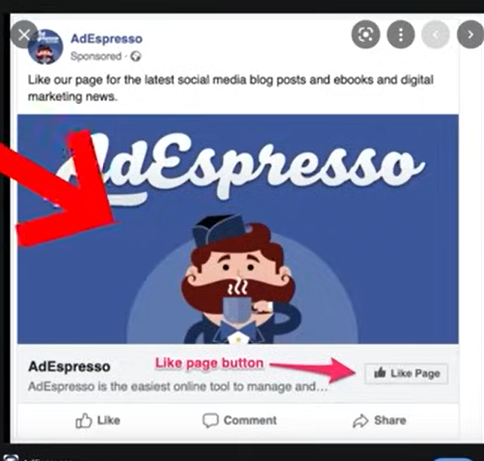 AdEspresso
Sponsored ·
Like our page for the latest social media blog posts and ebooks and digital
marketing news.
AdEspresso
AdEspresso
Like page button
Like Page
AdEspresso is the easiest online tool to manage and...
Like
Comment
Share